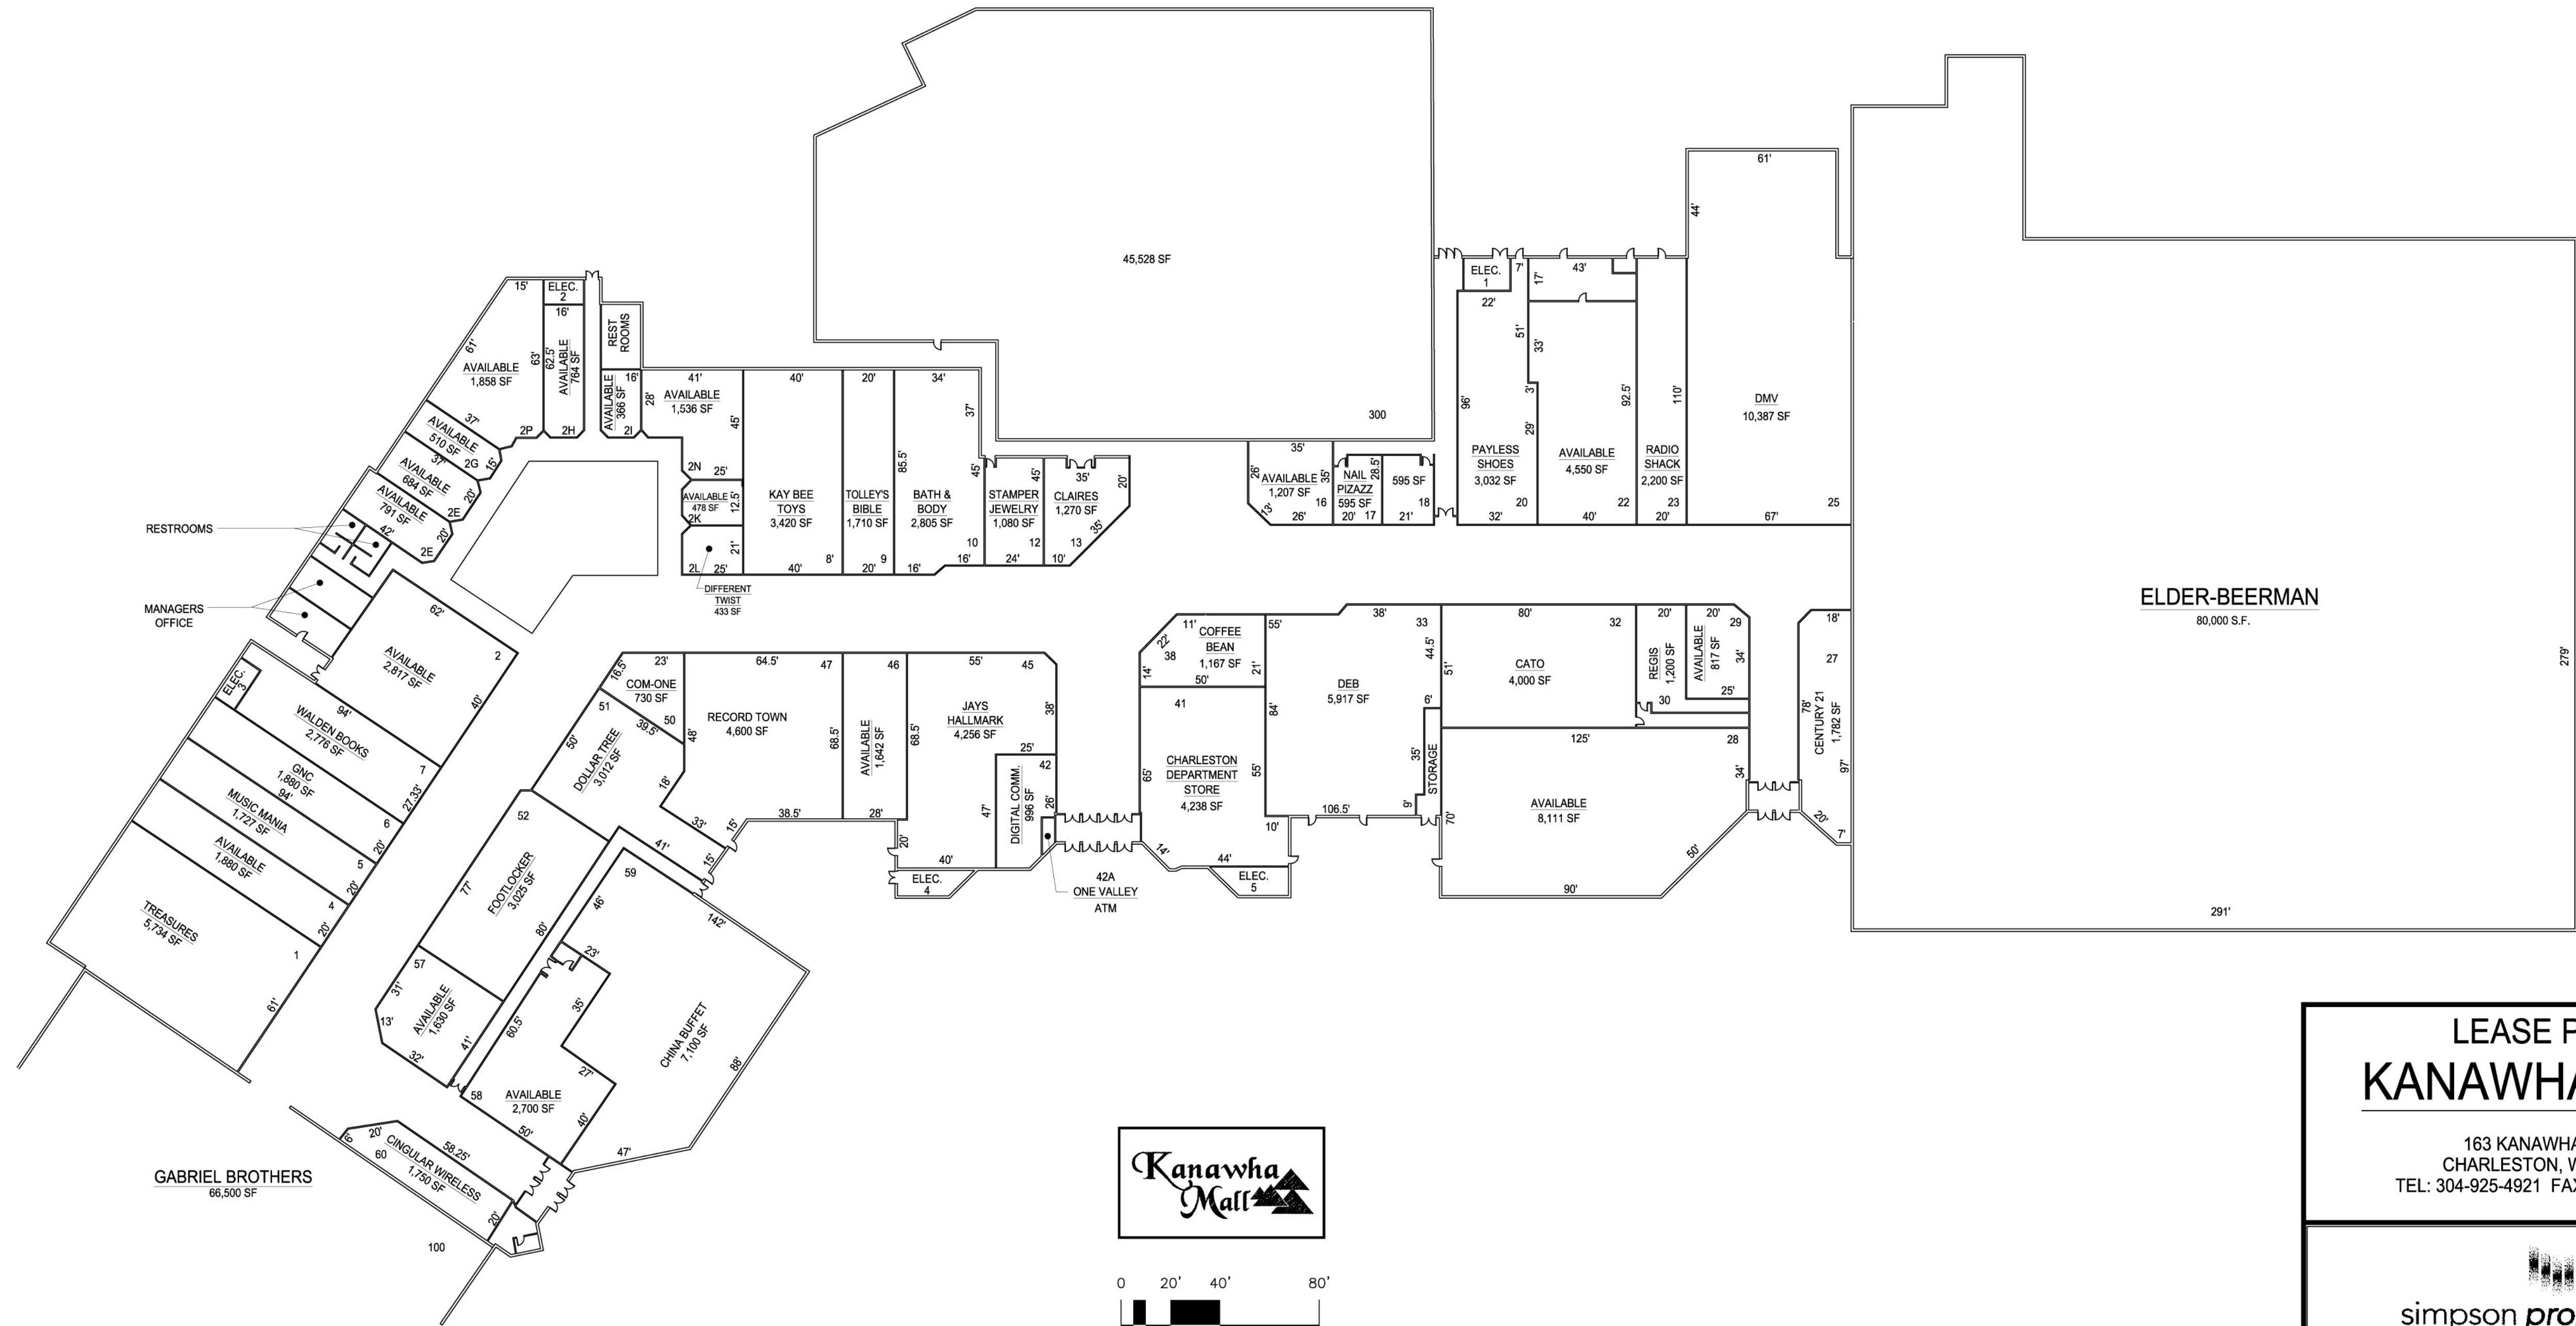 45,528 SF
300
61'
44'
DMV
10,387 SF
25
67'
ELEC.
1
7'
17'
43'
22'
51'
33'
3'
96'
29'
92.5'
110'
PAYLESS
SHOES
3,032 SF
20
32'
AVAILABLE
4,550 SF
22
40'
RADIO
SHACK
2,200 SF
23
20'
ELDER-BEERMAN
80,000 S.F.
279'
291'
15'
ELEC.
2
16'
61'
63'
62.5'
AVAILABLE
1,858 SF
AVAILABLE
764 SF
2P
2H
REST
ROOMS
AVAILABLE
366 SF
16'
28'
2I
41'
AVAILABLE
1,536 SF
45'
2N
25'
AVAILABLE
478 SF
12.5'
2K
21'
2L
25'
DIFFERENT
TWIST
433 SF
40'
KAY BEE
TOYS
3,420 SF
8'
40'
20'
TOLLEY'S
BIBLE
1,710 SF
9
20'
34'
37'
85.5'
45'
BATH &
BODY
2,805 SF
10
16'
16'
45'
STAMPER
JEWELRY
1,080 SF
12
24'
35'
20'
CLAIRES
1,270 SF
13
35'
10'
35'
26'
AVAILABLE
1,207 SF
35'
16
13'
26'
28.5'
NAIL
PIZAZZ
595 SF
20'
17
595 SF
18
21'
37'
AVAILABLE
510 SF
2G
15'
37'
AVAILABLE
684 SF
20'
2E
AVAILABLE
791 SF
42'
20'
2E
RESTROOMS
MANAGERS
OFFICE
62'
2
AVAILABLE
2,817 SF
40'
ELEC.
3
94'
WALDEN BOOKS
2,776 SF
7
27.33'
GNC
1,880 SF
94'
6
20'
MUSIC MANIA
1,727 SF
5
20'
AVAILABLE
1,880 SF
4
20'
TREASURES
5,734 SF
1
61'
16.5'
23'
COM-ONE
730 SF
50
51
39.5'
50'
DOLLAR TREE
3,012 SF
48'
18'
33'
15'
41'
15'
64.5'
47
RECORD TOWN
4,600 SF
68.5'
38.5'
46
AVAILABLE
1,642 SF
68.5'
28'
20'
55'
45
JAYS
HALLMARK
4,256 SF
38'
25'
42
DIGITAL COMM.
996 SF
47'
26'
40'
ELEC.
4
42A
ONE VALLEY
ATM
11'
22'
38
COFFEE
BEAN
1,167 SF
14'
21'
50'
55'
41
CHARLESTON
DEPARTMENT
STORE
4,238 SF
65'
55'
14'
44'
10'
ELEC.
5
38'
33
44.5'
DEB
5,917 SF
84'
6'
35'
STORAGE
9'
106.5'
80'
32
51'
CATO
4,000 SF
20'
REGIS
1,200 SF
30
20'
29
AVAILABLE
817 SF
34'
25'
125'
28
34'
AVAILABLE
8,111 SF
70'
50'
90'
18'
27
CENTURY 21
1,782 SF
78'
97'
20'
7'
52
FOOTLOCKER
3,025 SF
77'
80'
57
AVAILABLE
1,630 SF
31'
13'
32'
41'
59
46'
142'
23'
35'
60.5'
CHINA BUFFET
7,100 SF
88'
27'
47'
58
AVAILABLE
2,700 SF
50'
40'
6'
20'
58.25'
60
CINGULAR WIRELESS
1,750 SF
20'
GABRIEL BROTHERS
66,500 SF
100
Kanawha
Mall
0 20' 40' 80'
LEASE P
KANAWHA
163 KANAWHA
CHARLESTON, W
TEL: 304-925-4921 FAX
simpson pro